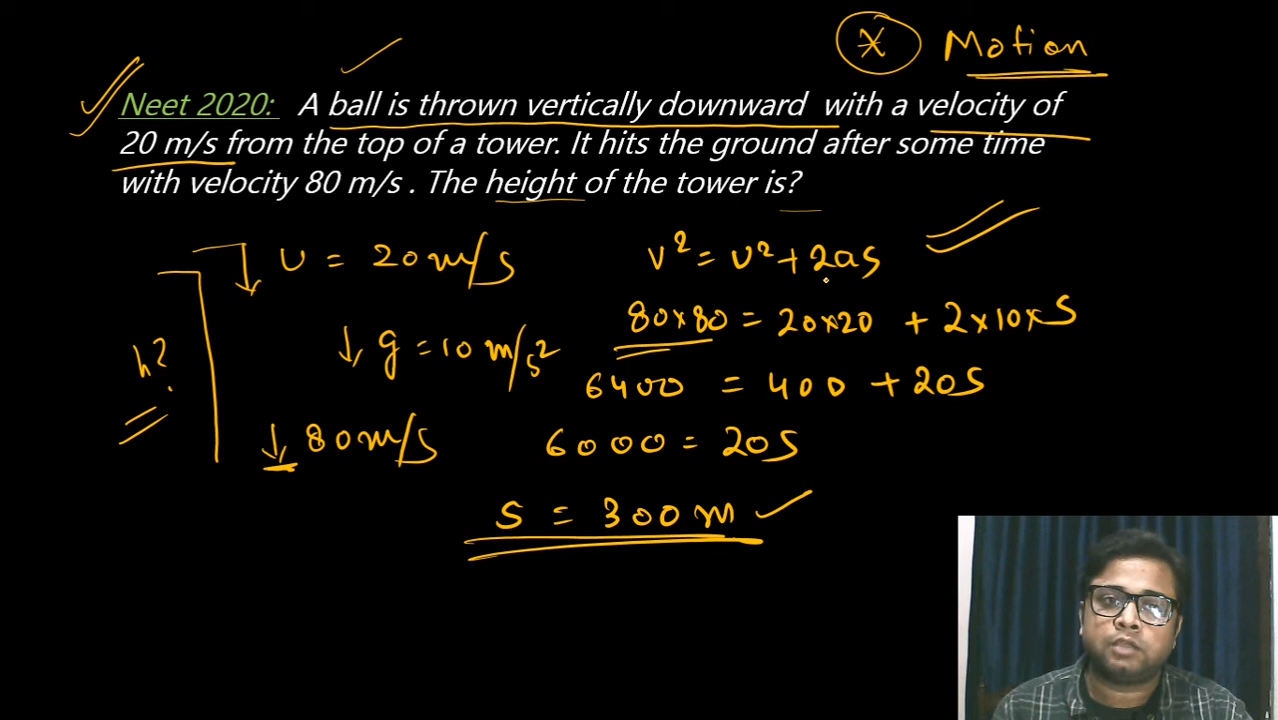 * Motion
Neet 2020: A ball is thrown vertically downward with a velocity of
20 m/s from the top of a tower. It hits the ground after some time
with velocity 80 m/s . The height of the tower is?
u = 20 m/s
v² = u² + 2as
80×80 = 20×20 + 2×10×S
h?
g = 10 m/s²
6400 = 400 + 20S
80 m/s
6000 = 20S
S = 300 m